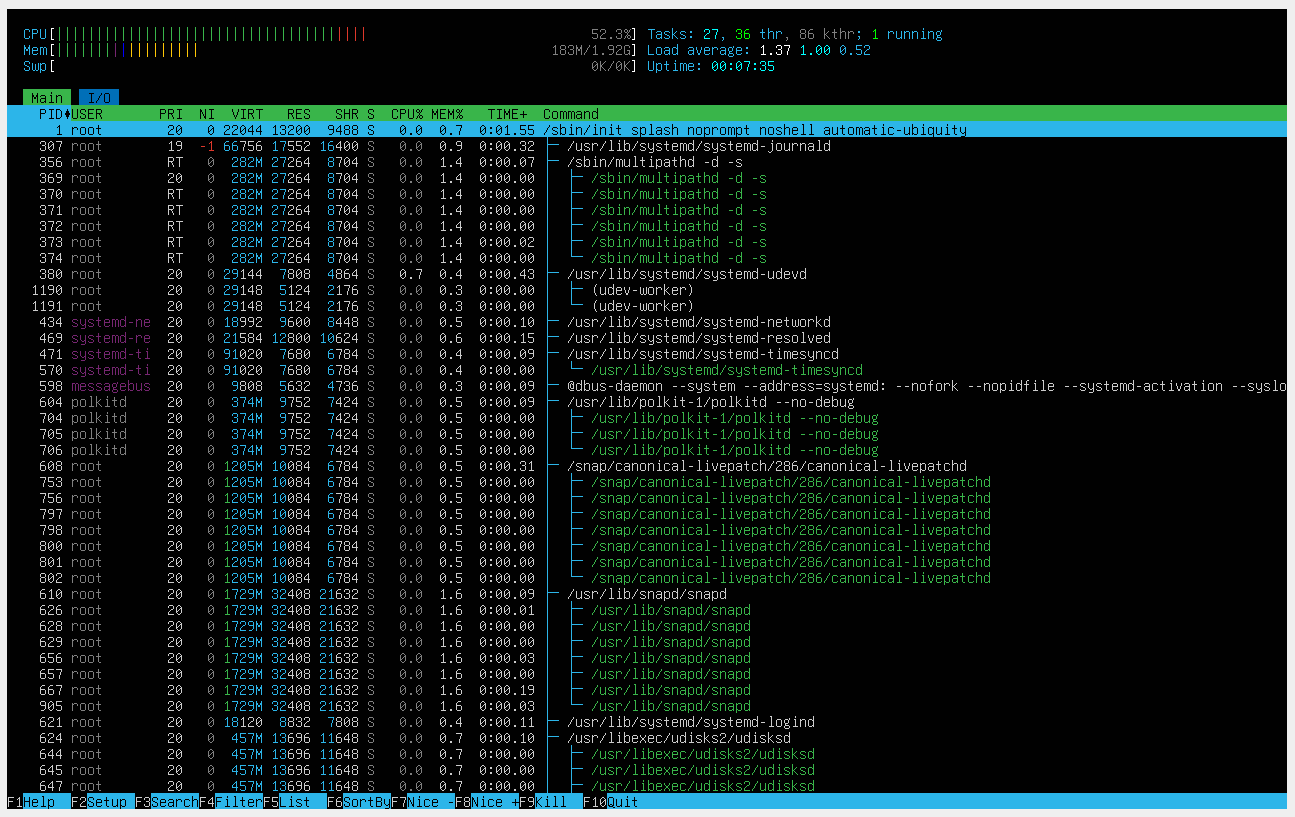 CPU[||||||||||||||||||||||||||||||||||||||| 52.3%] Tasks: 27, 36 thr, 86 kthr; 1 running
Mem[|||||||||||||||||| 183M/1.92G] Load average: 1.37 1.00 0.52
Swp[ 0K/0K] Uptime: 00:07:35
Main I/O
PID♦USER PRI NI VIRT RES SHR S CPU% MEM% TIME+ Command
1 root 20 0 22044 13200 9488 S 0.0 0.7 0:01.55 /sbin/init splash noprompt noshell automatic-ubiquity
307 root 19 -1 66756 17552 16400 S 0.0 0.9 0:00.32 ├─ /usr/lib/systemd/systemd-journald
356 root RT 0 282M 27264 8704 S 0.0 1.4 0:00.07 ├─ /sbin/multipathd -d -s
369 root 20 0 282M 27264 8704 S 0.0 1.4 0:00.00 │ ├─ /sbin/multipathd -d -s
370 root RT 0 282M 27264 8704 S 0.0 1.4 0:00.00 │ ├─ /sbin/multipathd -d -s
371 root RT 0 282M 27264 8704 S 0.0 1.4 0:00.00 │ ├─ /sbin/multipathd -d -s
372 root RT 0 282M 27264 8704 S 0.0 1.4 0:00.00 │ ├─ /sbin/multipathd -d -s
373 root RT 0 282M 27264 8704 S 0.0 1.4 0:00.02 │ ├─ /sbin/multipathd -d -s
374 root RT 0 282M 27264 8704 S 0.0 1.4 0:00.00 │ └─ /sbin/multipathd -d -s
380 root 20 0 29144 7808 4864 S 0.7 0.4 0:00.43 ├─ /usr/lib/systemd/systemd-udevd
1190 root 20 0 29148 5124 2176 S 0.0 0.3 0:00.00 │ ├─ (udev-worker)
1191 root 20 0 29148 5124 2176 S 0.0 0.3 0:00.00 │ └─ (udev-worker)
434 systemd-ne 20 0 18992 9600 8448 S 0.0 0.5 0:00.10 ├─ /usr/lib/systemd/systemd-networkd
469 systemd-re 20 0 21584 12800 10624 S 0.0 0.6 0:00.15 ├─ /usr/lib/systemd/systemd-resolved
471 systemd-ti 20 0 91020 7680 6784 S 0.0 0.4 0:00.09 ├─ /usr/lib/systemd/systemd-timesyncd
570 systemd-ti 20 0 91020 7680 6784 S 0.0 0.4 0:00.00 │ └─ /usr/lib/systemd/systemd-timesyncd
598 messagebus 20 0 9808 5632 4736 S 0.0 0.3 0:00.09 ├─ @dbus-daemon --system --address=systemd: --nofork --nopidfile --systemd-activation --syslo
604 polkitd 20 0 374M 9752 7424 S 0.0 0.5 0:00.09 ├─ /usr/lib/polkit-1/polkitd --no-debug
704 polkitd 20 0 374M 9752 7424 S 0.0 0.5 0:00.00 │ ├─ /usr/lib/polkit-1/polkitd --no-debug
705 polkitd 20 0 374M 9752 7424 S 0.0 0.5 0:00.00 │ ├─ /usr/lib/polkit-1/polkitd --no-debug
706 polkitd 20 0 374M 9752 7424 S 0.0 0.5 0:00.00 │ └─ /usr/lib/polkit-1/polkitd --no-debug
608 root 20 0 1205M 10084 6784 S 0.0 0.5 0:00.31 ├─ /snap/canonical-livepatch/286/canonical-livepatchd
753 root 20 0 1205M 10084 6784 S 0.0 0.5 0:00.00 │ ├─ /snap/canonical-livepatch/286/canonical-livepatchd
756 root 20 0 1205M 10084 6784 S 0.0 0.5 0:00.00 │ ├─ /snap/canonical-livepatch/286/canonical-livepatchd
797 root 20 0 1205M 10084 6784 S 0.0 0.5 0:00.00 │ ├─ /snap/canonical-livepatch/286/canonical-livepatchd
798 root 20 0 1205M 10084 6784 S 0.0 0.5 0:00.00 │ ├─ /snap/canonical-livepatch/286/canonical-livepatchd
800 root 20 0 1205M 10084 6784 S 0.0 0.5 0:00.00 │ ├─ /snap/canonical-livepatch/286/canonical-livepatchd
801 root 20 0 1205M 10084 6784 S 0.0 0.5 0:00.00 │ ├─ /snap/canonical-livepatch/286/canonical-livepatchd
802 root 20 0 1205M 10084 6784 S 0.0 0.5 0:00.00 │ └─ /snap/canonical-livepatch/286/canonical-livepatchd
610 root 20 0 1729M 32408 21632 S 0.0 1.6 0:00.09 ├─ /usr/lib/snapd/snapd
626 root 20 0 1729M 32408 21632 S 0.0 1.6 0:00.01 │ ├─ /usr/lib/snapd/snapd
628 root 20 0 1729M 32408 21632 S 0.0 1.6 0:00.00 │ ├─ /usr/lib/snapd/snapd
629 root 20 0 1729M 32408 21632 S 0.0 1.6 0:00.00 │ ├─ /usr/lib/snapd/snapd
656 root 20 0 1729M 32408 21632 S 0.0 1.6 0:00.03 │ ├─ /usr/lib/snapd/snapd
657 root 20 0 1729M 32408 21632 S 0.0 1.6 0:00.00 │ ├─ /usr/lib/snapd/snapd
667 root 20 0 1729M 32408 21632 S 0.0 1.6 0:00.19 │ ├─ /usr/lib/snapd/snapd
905 root 20 0 1729M 32408 21632 S 0.0 1.6 0:00.03 │ └─ /usr/lib/snapd/snapd
621 root 20 0 18120 8832 7808 S 0.0 0.4 0:00.11 ├─ /usr/lib/systemd/systemd-logind
624 root 20 0 457M 13696 11648 S 0.0 0.7 0:00.10 ├─ /usr/libexec/udisks2/udisksd
644 root 20 0 457M 13696 11648 S 0.0 0.7 0:00.00 │ ├─ /usr/libexec/udisks2/udisksd
645 root 20 0 457M 13696 11648 S 0.0 0.7 0:00.00 │ ├─ /usr/libexec/udisks2/udisksd
647 root 20 0 457M 13696 11648 S 0.0 0.7 0:00.00 │ ├─ /usr/libexec/udisks2/udisksd
F1Help F2Setup F3SearchF4FilterF5List F6SortByF7Nice -F8Nice +F9Kill F10Quit